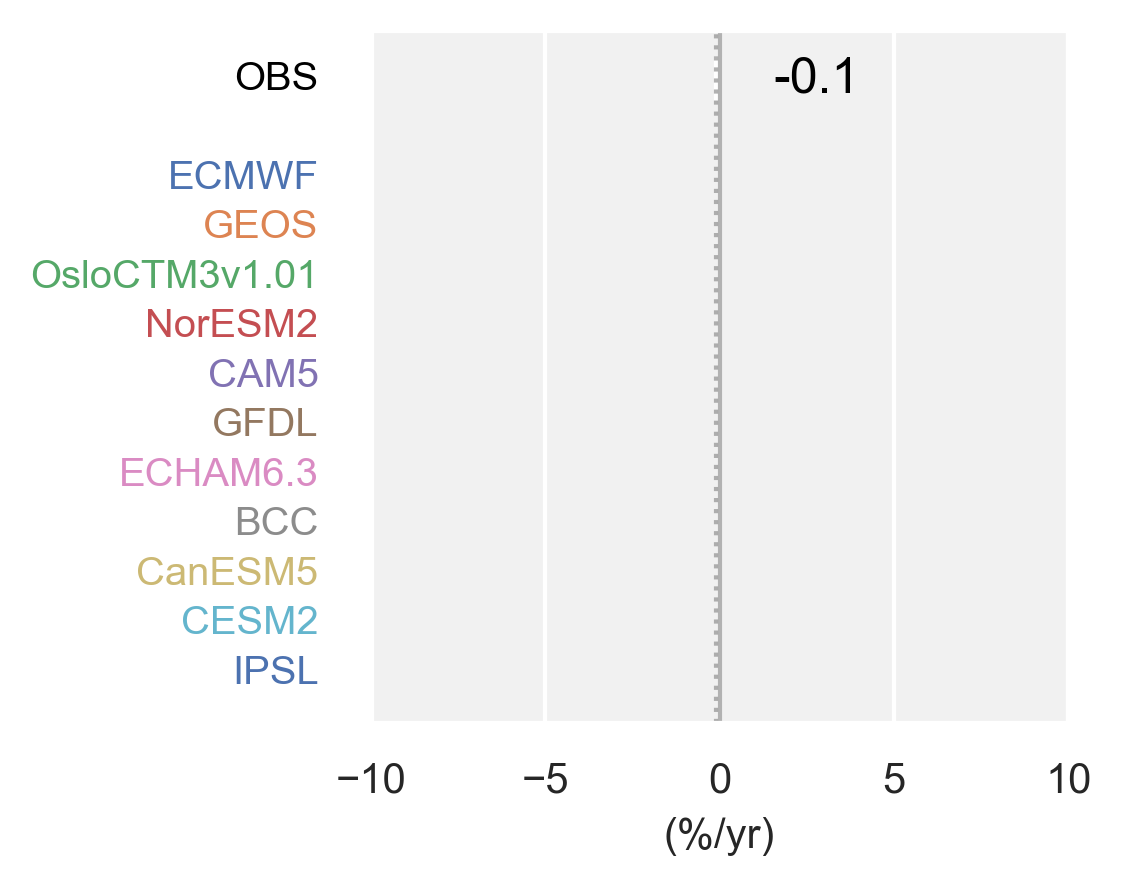 OBS -0.1
ECMWF
GEOS
OsloCTM3v1.01
NorESM2
CAM5
GFDL
ECHAM6.3
BCC
CanESM5
CESM2
IPSL
−10 −5 0 5 10
(%/yr)